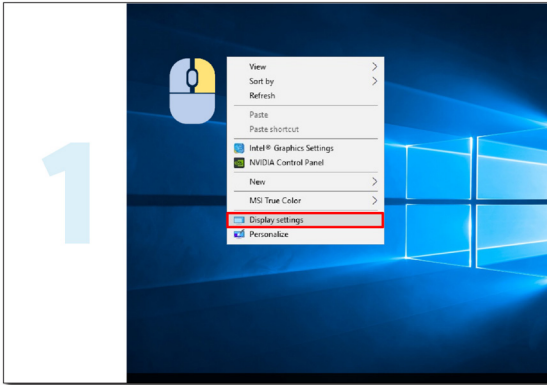 1
View
Sort by
Refresh
Paste
Paste shortcut
Intel® Graphics Settings
NVIDIA Control Panel
New
MSI True Color
Display settings
Personalize